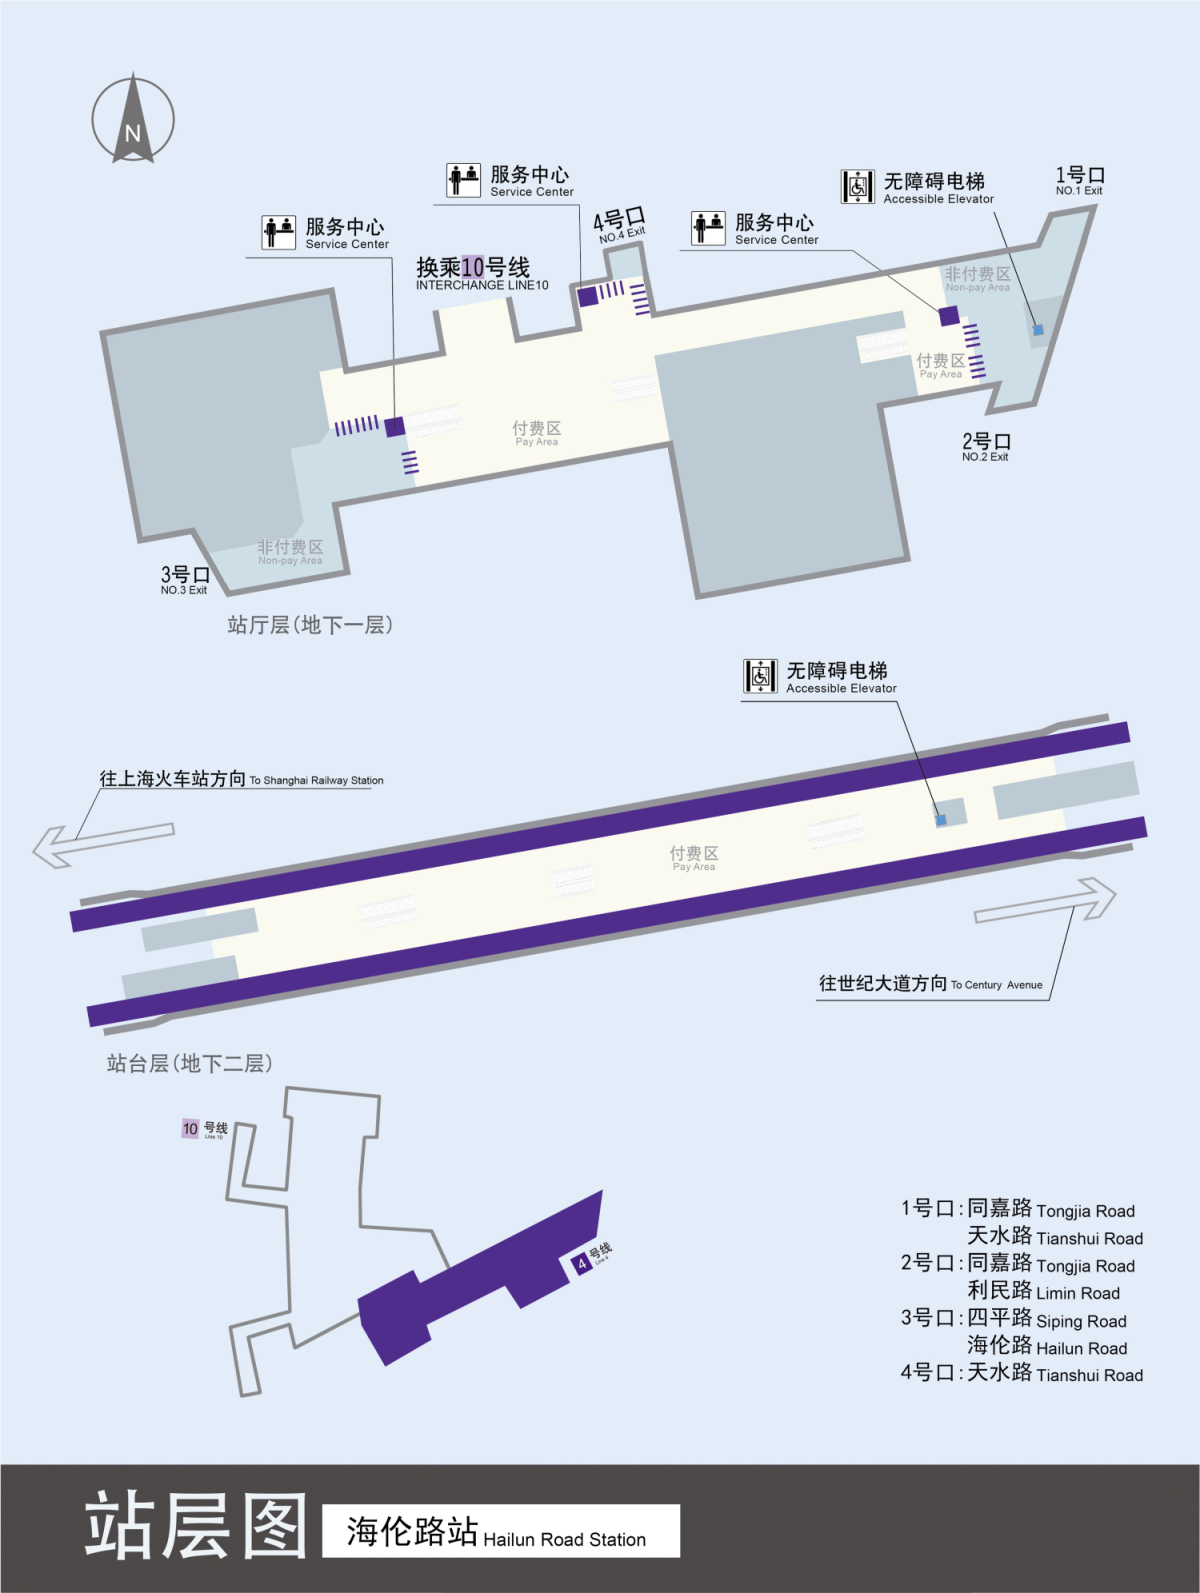 N
服务中心
Service Center
无障碍电梯
Accessible Elevator
1号口
NO.1 Exit
服务中心
Service Center
4号口
NO.4 Exit
服务中心
Service Center
换乘10号线
INTERCHANGE LINE10
非付费区
Non-pay Area
付费区
Pay Area
付费区
Pay Area
2号口
NO.2 Exit
非付费区
Non-pay Area
3号口
NO.3 Exit
站厅层(地下一层)
无障碍电梯
Accessible Elevator
往上海火车站方向 To Shanghai Railway Station
付费区
Pay Area
往世纪大道方向 To Century Avenue
站台层(地下二层)
10 号线
Line 10
4 号线
Line 4
1号口:同嘉路 Tongjia Road
天水路 Tianshui Road
2号口:同嘉路 Tongjia Road
利民路 Limin Road
3号口:四平路 Siping Road
海伦路 Hailun Road
4号口:天水路 Tianshui Road
站层图
海伦路站 Hailun Road Station